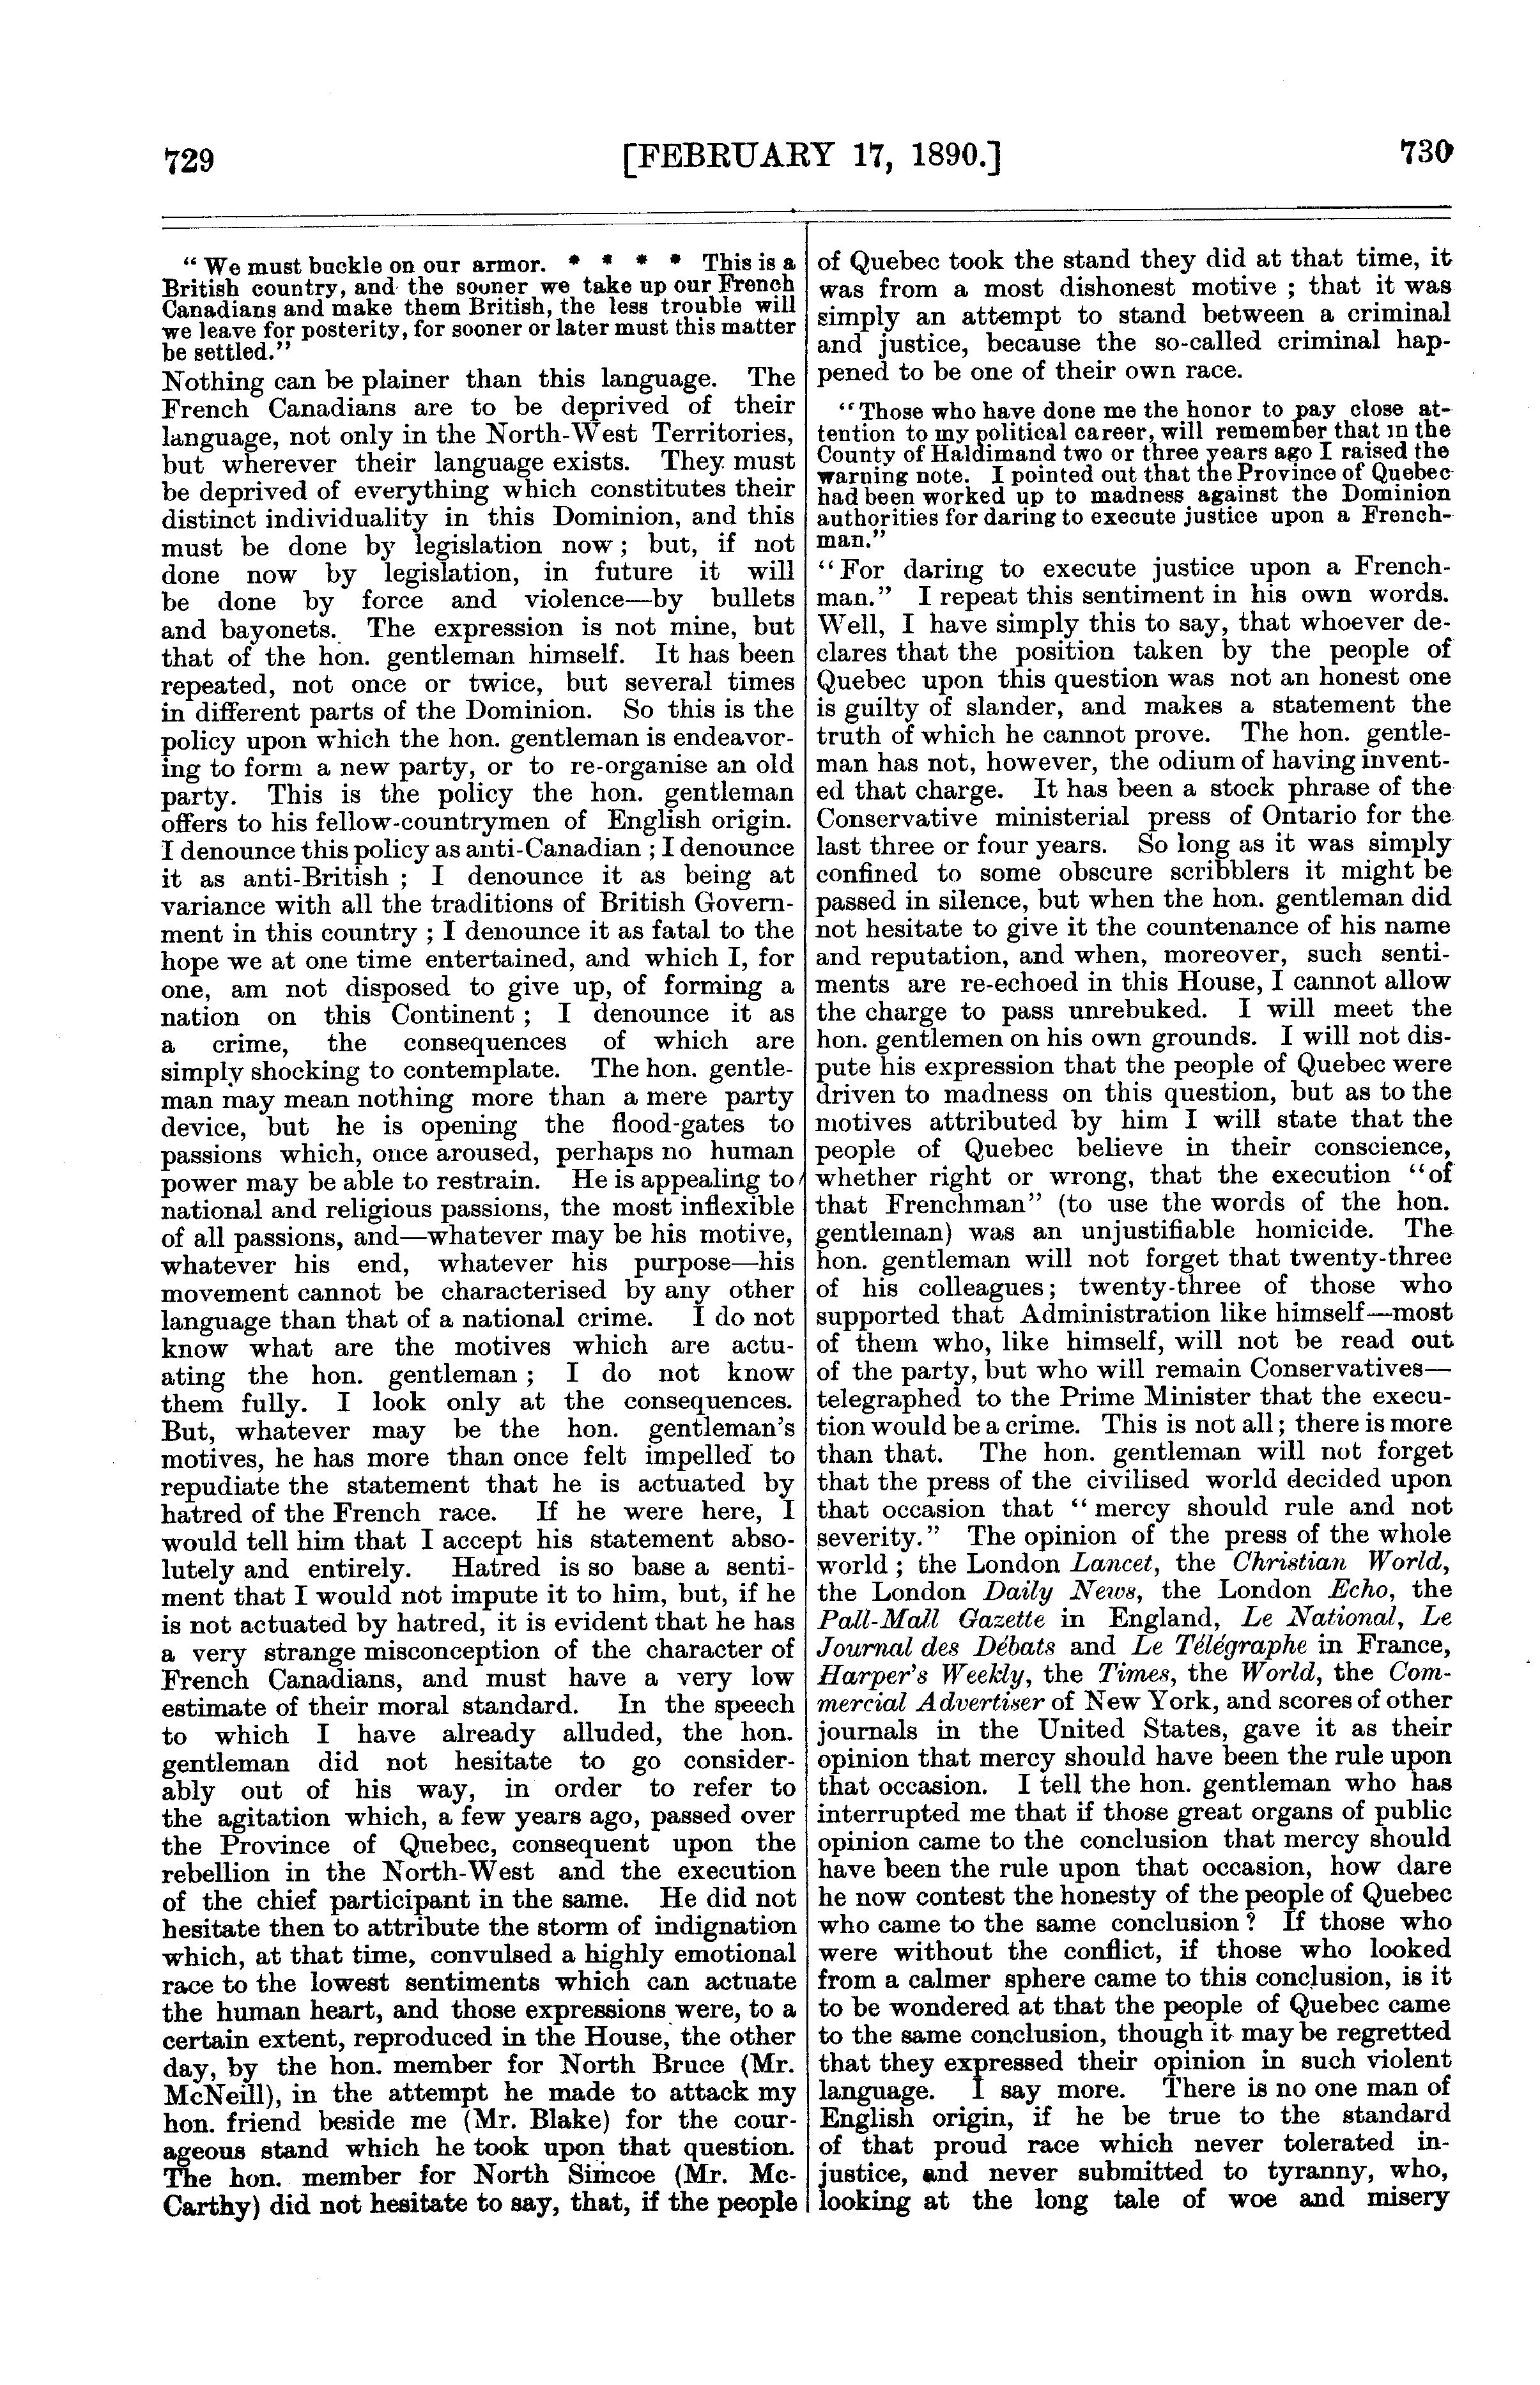 729
[FEBRUARY 17, 1890.]
730
“ We must buckle on our armor. * * * * This is a
British country, and the sooner we take up our French
Canadians and make them British, the less trouble will
we leave for posterity, for sooner or later must this matter
be settled.”
Nothing can be plainer than this language. The
French Canadians are to be deprived of their
language, not only in the North-West Territories,
but wherever their language exists. They must
be deprived of everything which constitutes their
distinct individuality in this Dominion, and this
must be done by legislation now ; but, if not
done now by legislation, in future it will
be done by force and violence—by bullets
and bayonets. The expression is not mine, but
that of the hon. gentleman himself. It has been
repeated, not once or twice, but several times
in different parts of the Dominion. So this is the
policy upon which the hon. gentleman is endeavor-
ing to form a new party, or to re-organise an old
party. This is the policy the hon. gentleman
offers to his fellow-countrymen of English origin.
I denounce this policy as anti-Canadian ; I denounce
it as anti-British ; I denounce it as being at
variance with all the traditions of British Govern-
ment in this country ; I denounce it as fatal to the
hope we at one time entertained, and which I, for
one, am not disposed to give up, of forming a
nation on this Continent ; I denounce it as
a crime, the consequences of which are
simply shocking to contemplate. The hon. gentle-
man may mean nothing more than a mere party
device, but he is opening the flood-gates to
passions which, once aroused, perhaps no human
power may be able to restrain. He is appealing to
national and religious passions, the most inflexible
of all passions, and—whatever may be his motive,
whatever his end, whatever his purpose—his
movement cannot be characterised by any other
language than that of a national crime. I do not
know what are the motives which are actu-
ating the hon. gentleman ; I do not know
them fully. I look only at the consequences.
But, whatever may be the hon. gentleman's
motives, he has more than once felt impelled to
repudiate the statement that he is actuated by
hatred of the French race. If he were here, I
would tell him that I accept his statement abso-
lutely and entirely. Hatred is so base a senti-
ment that I would not impute it to him, but, if he
is not actuated by hatred, it is evident that he has
a very strange misconception of the character of
French Canadians, and must have a very low
estimate of their moral standard. In the speech
to which I have already alluded, the hon.
gentleman did not hesitate to go consider-
ably out of his way, in order to refer to
the agitation which, a few years ago, passed over
the Province of Quebec, consequent upon the
rebellion in the North-West and the execution
of the chief participant in the same. He did not
hesitate then to attribute the storm of indignation
which, at that time, convulsed a highly emotional
race to the lowest sentiments which can actuate
the human heart, and those expressions were, to a
certain extent, reproduced in the House, the other
day, by the hon. member for North Bruce (Mr.
McNeill), in the attempt he made to attack my
hon. friend beside me (Mr. Blake) for the cour-
ageous stand which he took upon that question.
The hon. member for North Simcoe (Mr. Mc-
Carthy) did not hesitate to say, that, if the people
of Quebec took the stand they did at that time, it
was from a most dishonest motive ; that it was
simply an attempt to stand between a criminal
and justice, because the so-called criminal hap-
pened to be one of their own race.
“Those who have done me the honor to pay close at-
tention to my political career, will remember that in the
County of Haldimand two or three years ago I raised the
warning note. I pointed out that the Province of Quebec
had been worked up to madness against the Dominion
authorities for daring to execute justice upon a French-
man.”
“For daring to execute justice upon a French-
man.” I repeat this sentiment in his own words.
Well, I have simply this to say, that whoever de-
clares that the position taken by the people of
Quebec upon this question was not an honest one
is guilty of slander, and makes a statement the
truth of which he cannot prove. The hon. gentle-
man has not, however, the odium of having invent-
ed that charge. It has been a stock phrase of the
Conservative ministerial press of Ontario for the
last three or four years. So long as it was simply
confined to some obscure scribblers it might be
passed in silence, but when the hon. gentleman did
not hesitate to give it the countenance of his name
and reputation, and when, moreover, such senti-
ments are re-echoed in this House, I cannot allow
the charge to pass unrebuked. I will meet the
hon. gentlemen on his own grounds. I will not dis-
pute his expression that the people of Quebec were
driven to madness on this question, but as to the
motives attributed by him I will state that the
people of Quebec believe in their conscience,
whether right or wrong, that the execution “of
that Frenchman” (to use the words of the hon.
gentleman) was an unjustifiable homicide. The
hon. gentleman will not forget that twenty-three
of his colleagues ; twenty-three of those who
supported that Administration like himself—most
of them who, like himself, will not be read out
of the party, but who will remain Conservatives—
telegraphed to the Prime Minister that the execu-
tion would be a crime. This is not all ; there is more
than that. The hon. gentleman will not forget
that the press of the civilised world decided upon
that occasion that “ mercy should rule and not
severity.” The opinion of the press of the whole
world ; the London Lancet, the Christian World,
the London Daily News, the London Echo, the
Pall-Mall Gazette in England, Le National, Le
Journal des Débats and Le Télégraphe in France,
Harper's Weekly, the Times, the World, the Com-
mercial Advertiser of New York, and scores of other
journals in the United States, gave it as their
opinion that mercy should have been the rule upon
that occasion. I tell the hon. gentleman who has
interrupted me that if those great organs of public
opinion came to the conclusion that mercy should
have been the rule upon that occasion, how dare
he now contest the honesty of the people of Quebec
who came to the same conclusion ? If those who
were without the conflict, if those who looked
from a calmer sphere came to this conclusion, is it
to be wondered at that the people of Quebec came
to the same conclusion, though it may be regretted
that they expressed their opinion in such violent
language. I say more. There is no one man of
English origin, if he be true to the standard
of that proud race which never tolerated in-
justice, and never submitted to tyranny, who,
looking at the long tale of woe and misery